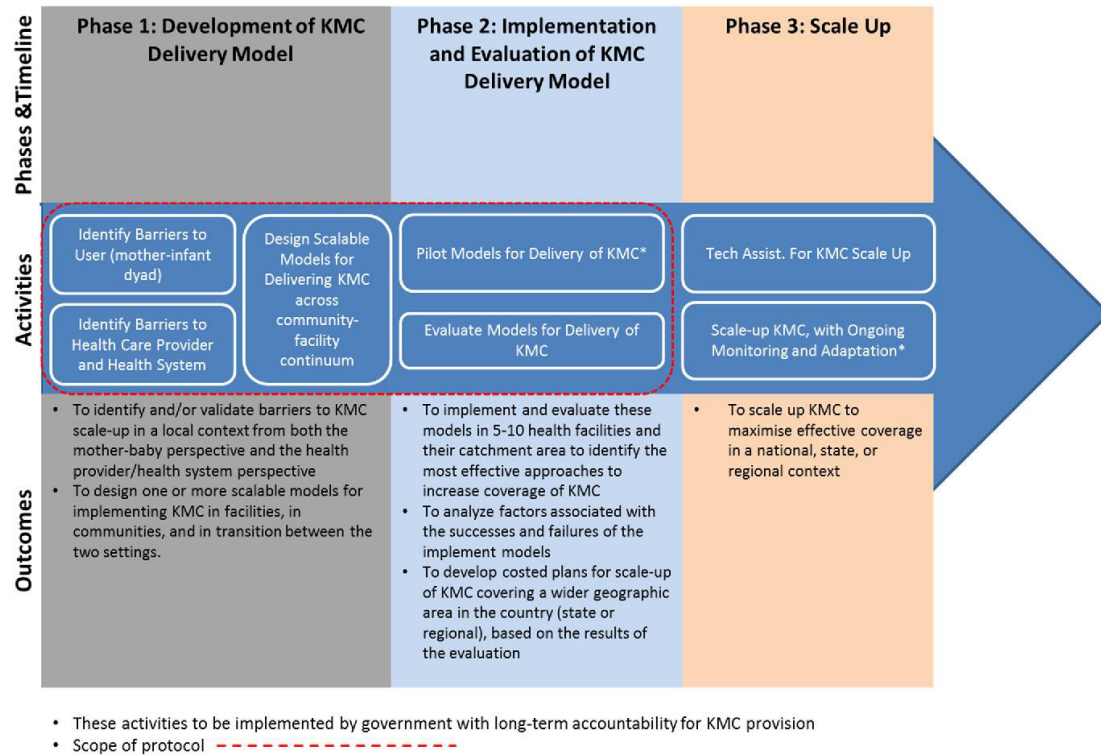 Phases &Timeline
Phase 1: Development of KMC
Delivery Model
Phase 2: Implementation
and Evaluation of KMC
Delivery Model
Phase 3: Scale Up
Activities
Identify Barriers to
User (mother-infant
dyad)
Identify Barriers to
Health Care Provider
and Health System
Design Scalable
Models for
Delivering KMC
across
community-
facility
continuum
Pilot Models for Delivery of KMC*
Evaluate Models for Delivery of
KMC
Tech Assist. For KMC Scale Up
Scale-up KMC, with Ongoing
Monitoring and Adaptation*
Outcomes
• To identify and/or validate barriers to KMC
scale-up in a local context from both the
mother-baby perspective and the health
provider/health system perspective
• To design one or more scalable models for
implementing KMC in facilities, in
communities, and in transition between the
two settings.
• To implement and evaluate these
models in 5-10 health facilities and
their catchment area to identify the
most effective approaches to
increase coverage of KMC
• To analyze factors associated with
the successes and failures of the
implement models
• To develop costed plans for scale-up
of KMC covering a wider geographic
area in the country (state or
regional), based on the results of
the evaluation
• To scale up KMC to
maximise effective coverage
in a national, state, or
regional context
• These activities to be implemented by government with long-term accountability for KMC provision
• Scope of protocol